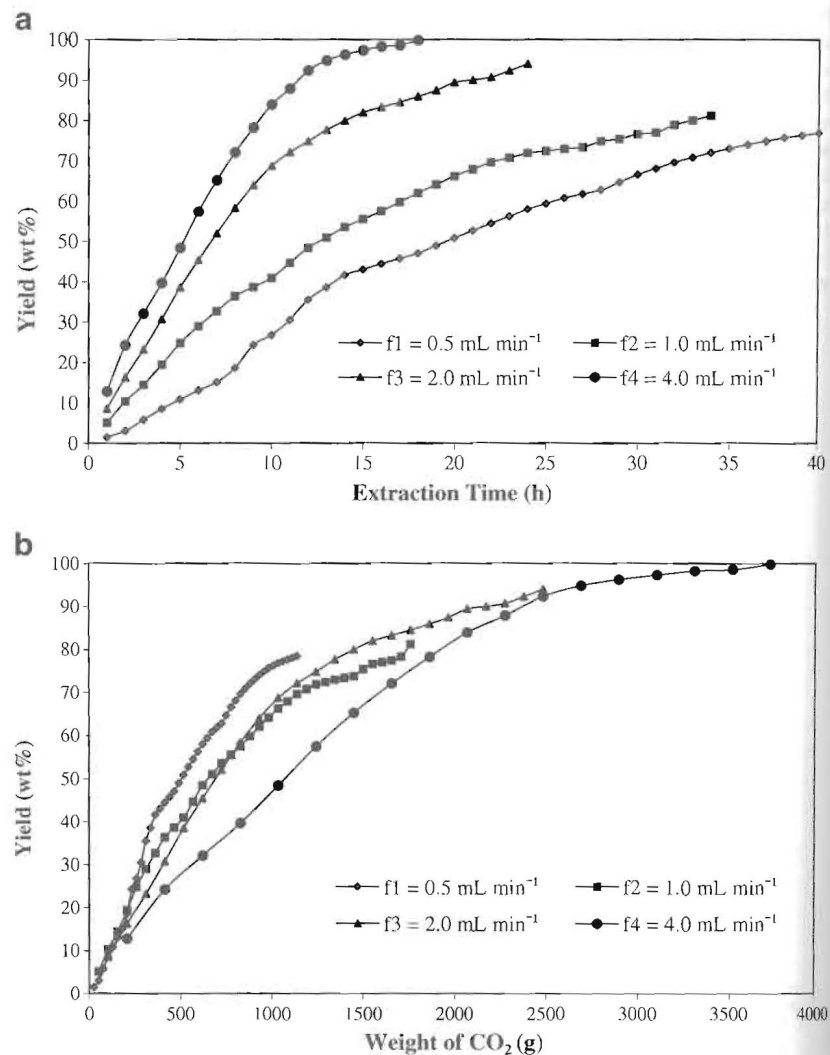 a
100
90
80
70
60
50
40
30
20
10
0
Yield (wt%)
f1 = 0.5 mL min⁻¹ f2 = 1.0 mL min⁻¹
f3 = 2.0 mL min⁻¹ f4 = 4.0 mL min⁻¹
0 5 10 15 20 25 30 35 40
Extraction Time (h)
b
100
90
80
70
60
50
40
30
20
10
0
Yield (wt%)
f1 = 0.5 mL min⁻¹ f2 = 1.0 mL min⁻¹
f3 = 2.0 mL min⁻¹ f4 = 4.0 mL min⁻¹
0 500 1000 1500 2000 2500 3000 3500 4000
Weight of CO₂ (g)